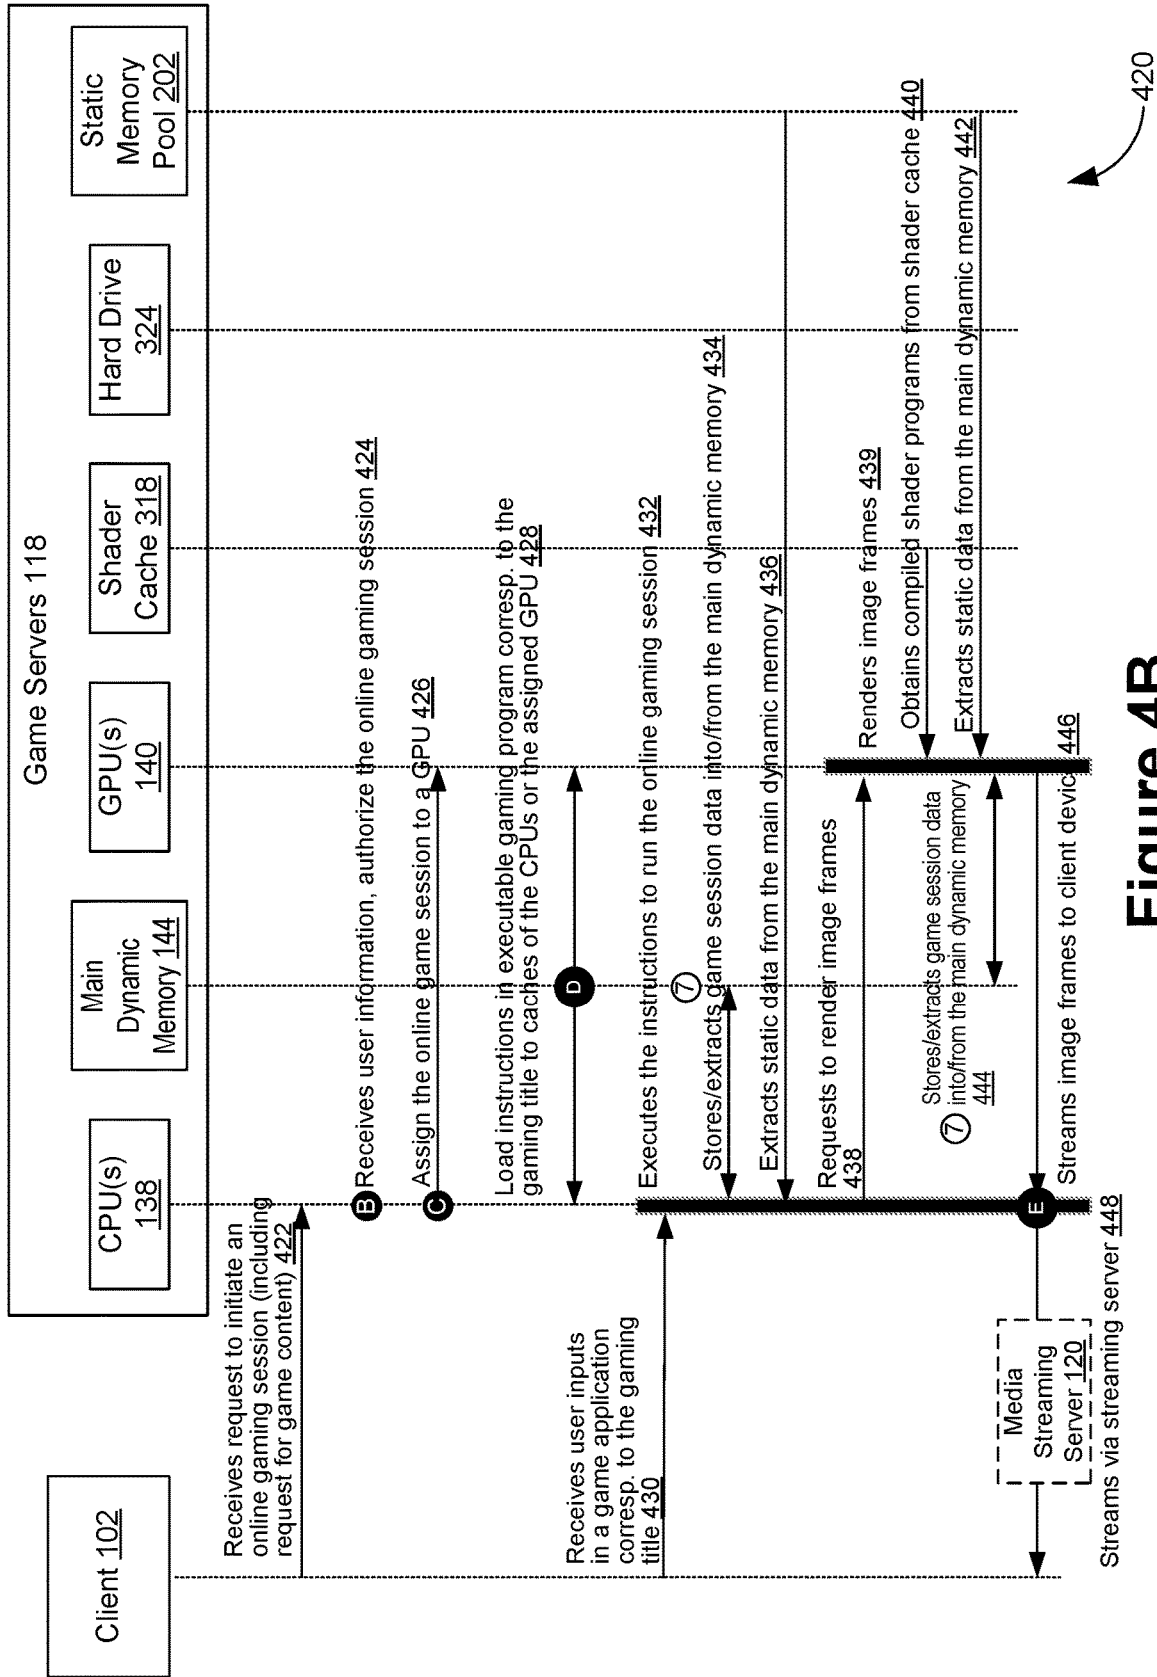 Game Servers 118
Client 102
CPU(s)
138
Main
Dynamic
Memory 144
GPU(s)
140
Shader
Cache 318
Hard Drive
324
Static
Memory
Pool 202
Receives request to initiate an
online gaming session (including
request for game content) 422
B
Receives user information, authorize the online gaming session 424
C
Assign the online game session to a GPU 426
Load instructions in executable gaming program corresp. to the
gaming title to caches of the CPUs or the assigned GPU 428
D
Receives user inputs
in a game application
corresp. to the gaming
title 430
Executes the instructions to run the online gaming session 432
7
Stores/extracts game session data into/from the main dynamic memory 434
Extracts static data from the main dynamic memory 436
Requests to render image frames
438
Renders image frames 439
Obtains compiled shader programs from shader cache 440
Extracts static data from the main dynamic memory 442
7
Stores/extracts game session data
into/from the main dynamic memory
444
E
Streams image frames to client device 446
Media
Streaming
Server 120
Streams via streaming server 448
420
Figure 4B